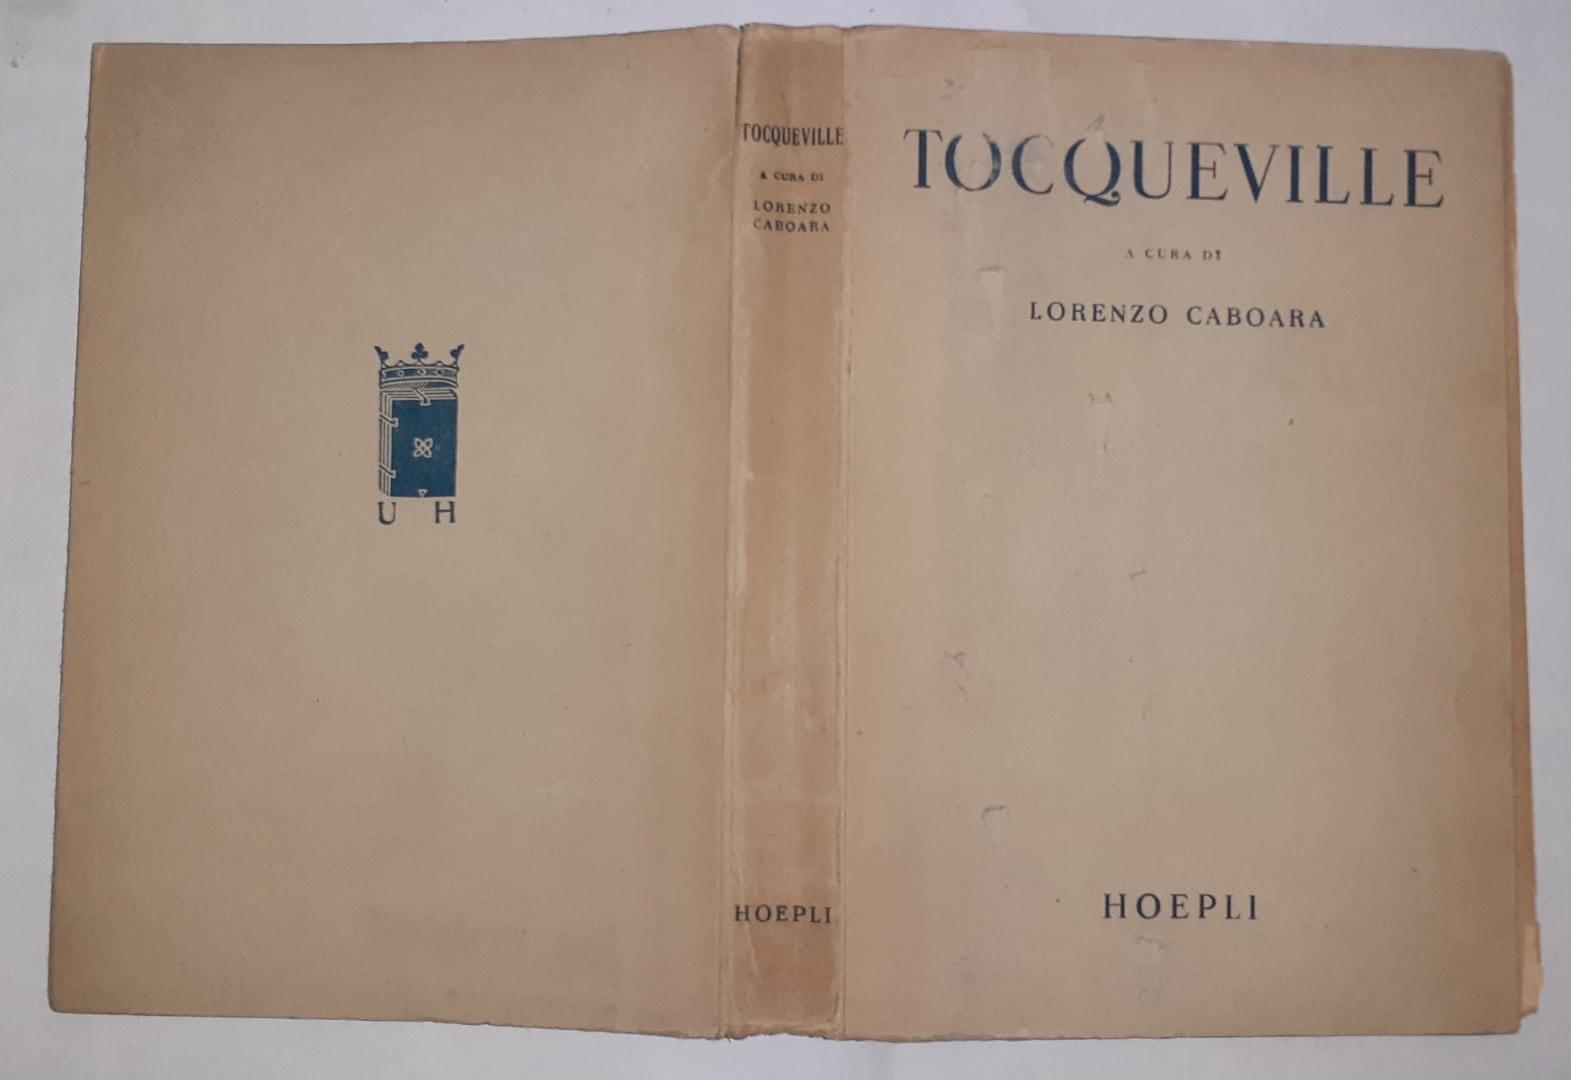 U H
TOCQUEVILLE
A CURA DI
LORENZO
CABOARA
HOEPLI
TOCQUEVILLE
A CURA DI
LORENZO CABOARA
HOEPLI